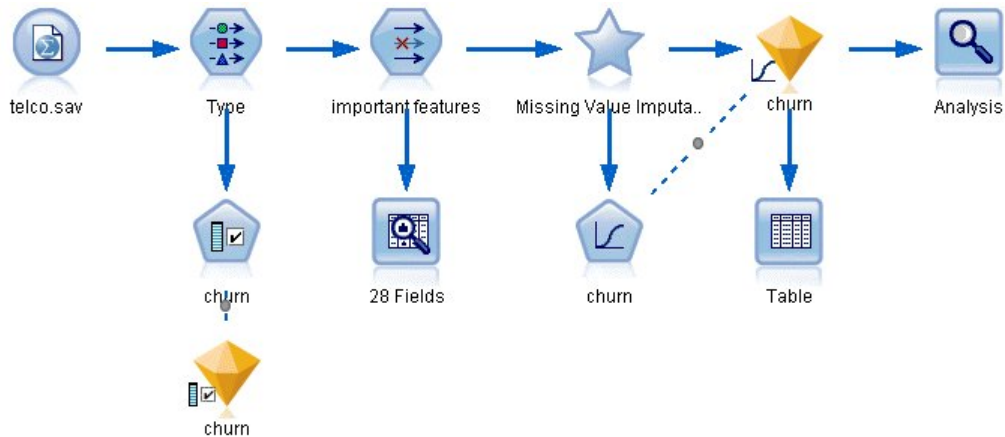 telco.sav
Type
important features
Missing Value Imputa..
churn
Analysis
churn
28 Fields
churn
Table
churn